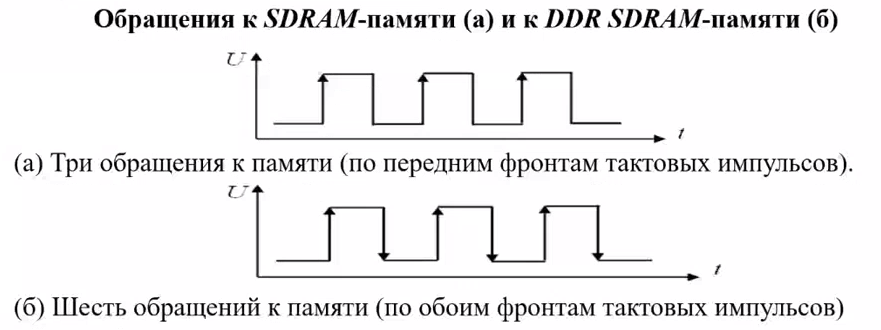 Обращения к SDRAM-памяти (а) и к DDR SDRAM-памяти (б)
U
t
(а) Три обращения к памяти (по передним фронтам тактовых импульсов).
U
t
(б) Шесть обращений к памяти (по обоим фронтам тактовых импульсов)